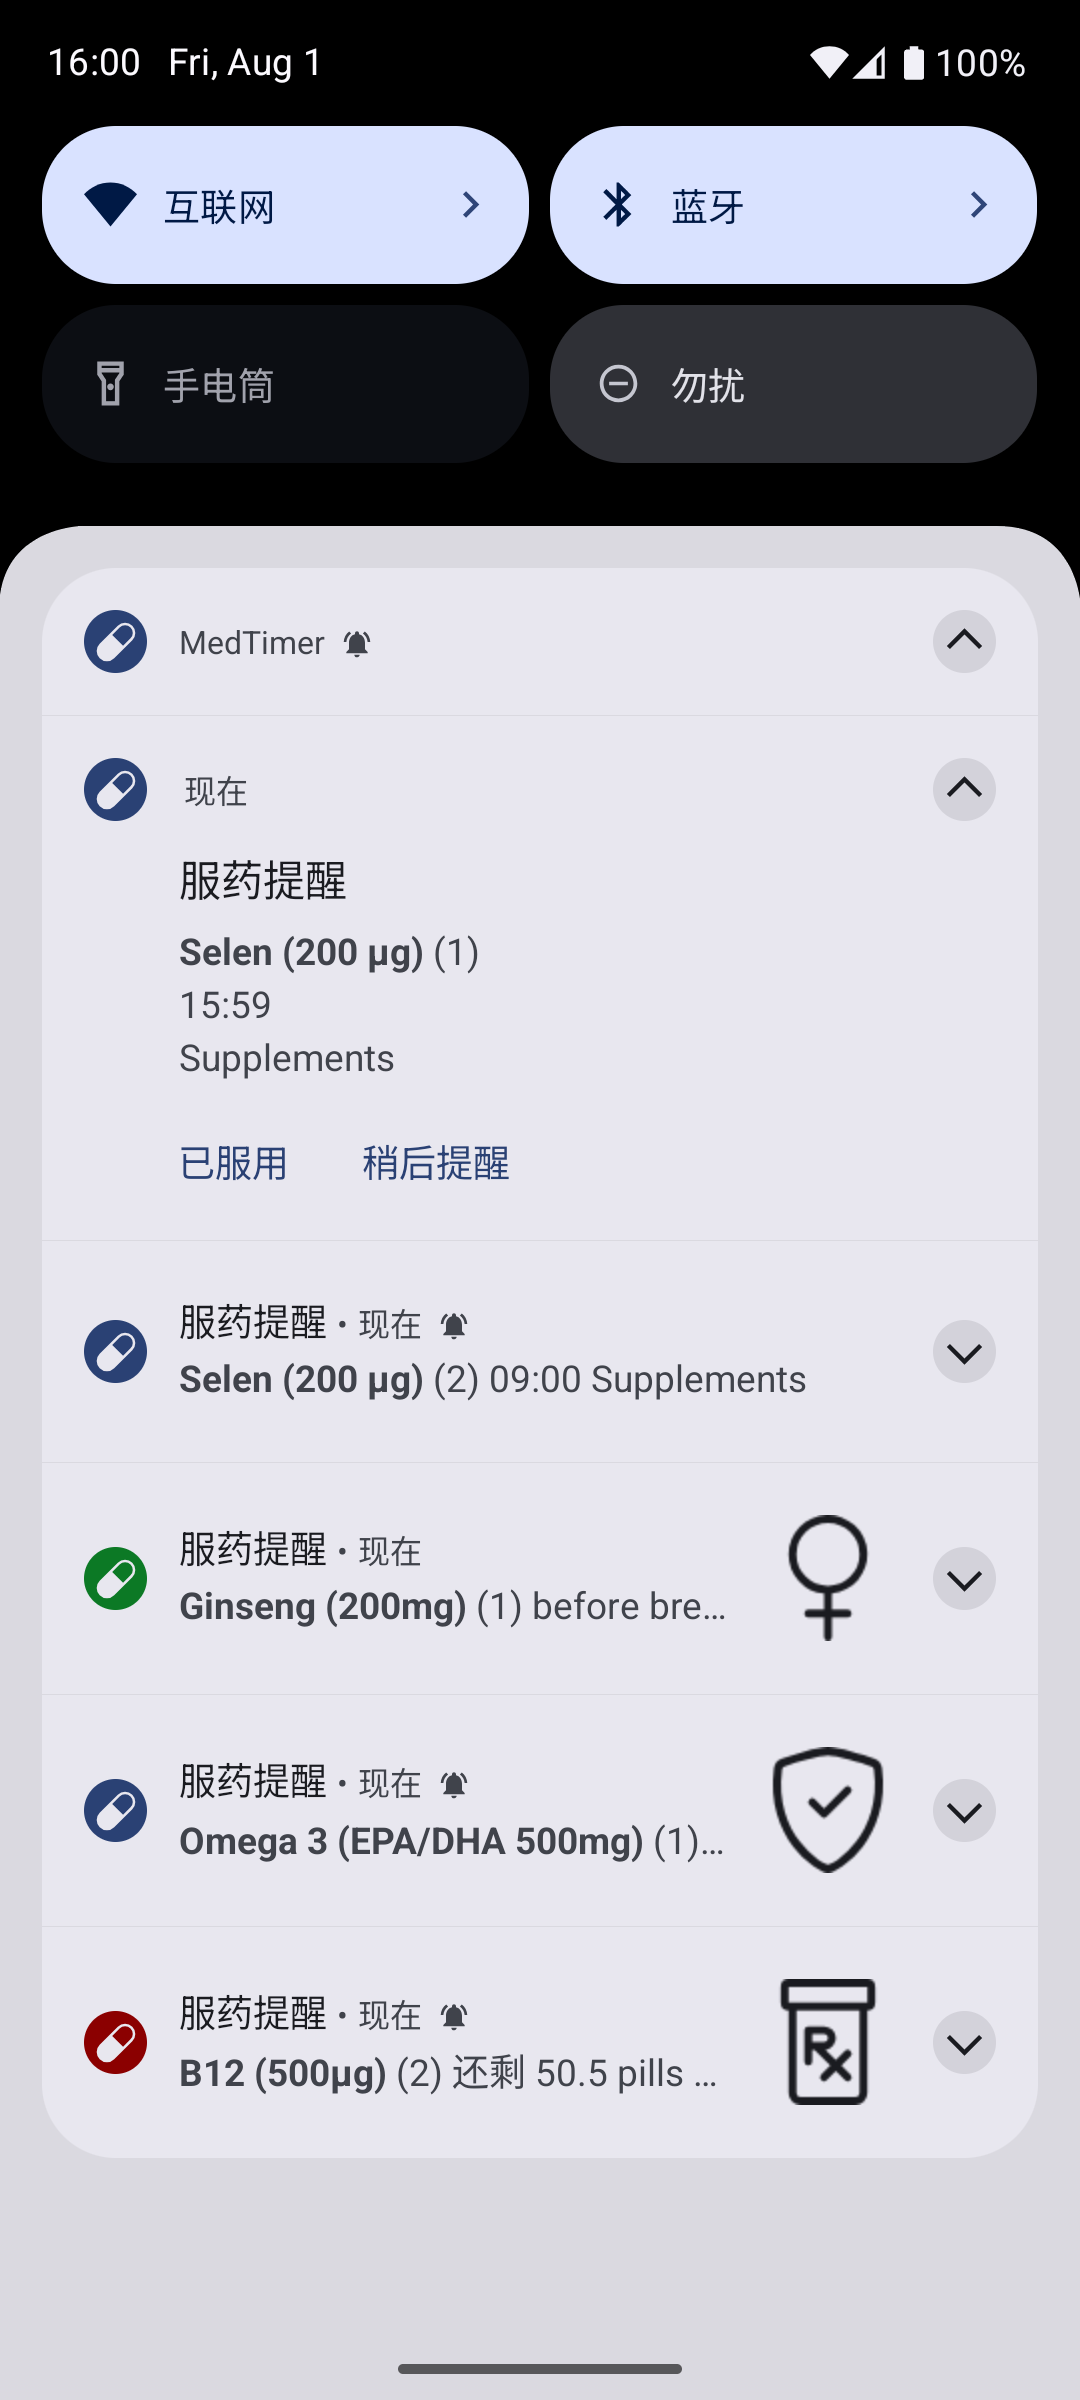 16:00 Fri, Aug 1
100%
互联网
蓝牙
手电筒
勿扰
MedTimer
现在
服药提醒
Selen (200 µg) (1)
15:59
Supplements
已服用 稍后提醒
服药提醒 · 现在
Selen (200 µg) (2) 09:00 Supplements
服药提醒 · 现在
Ginseng (200mg) (1) before bre…
服药提醒 · 现在
Omega 3 (EPA/DHA 500mg) (1)…
服药提醒 · 现在
B12 (500µg) (2) 还剩 50.5 pills …
Rx